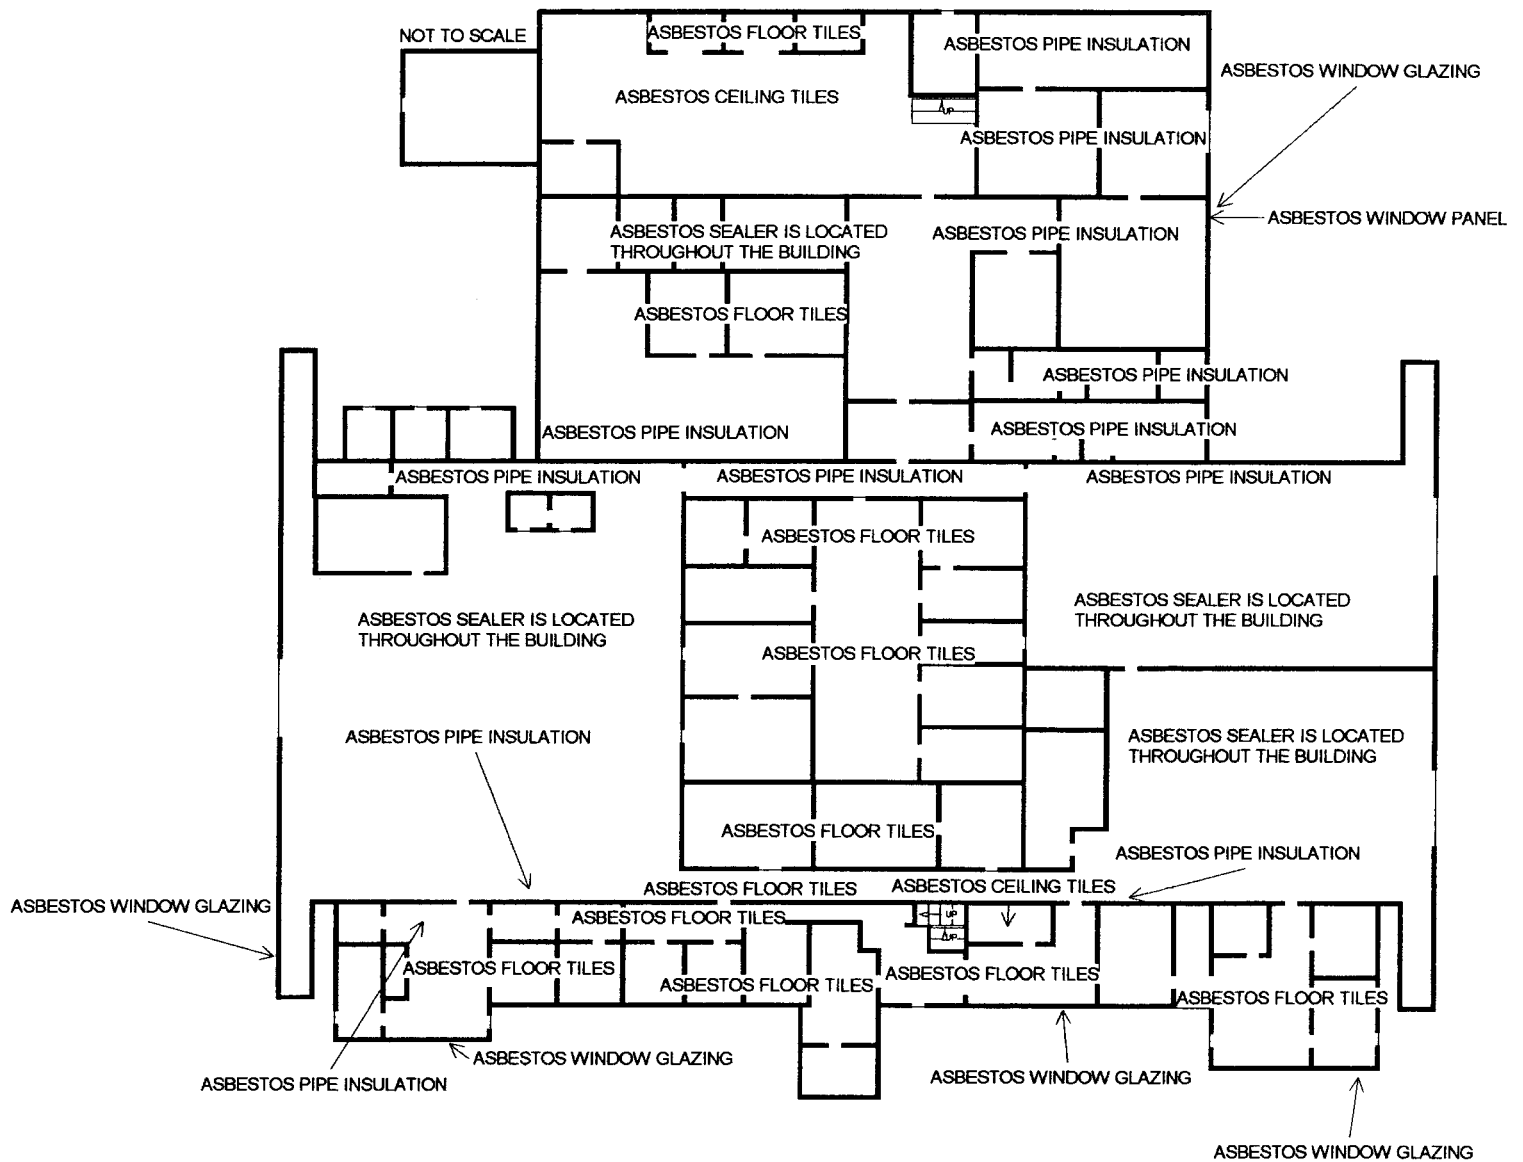 ASBESTOS FLOOR TILES
NOT TO SCALE
ASBESTOS PIPE INSULATION
ASBESTOS WINDOW GLAZING
ASBESTOS CEILING TILES
UP
ASBESTOS PIPE INSULATION
ASBESTOS WINDOW PANEL
ASBESTOS SEALER IS LOCATED
THROUGHOUT THE BUILDING
ASBESTOS PIPE INSULATION
ASBESTOS FLOOR TILES
ASBESTOS PIPE INSULATION
ASBESTOS PIPE INSULATION
ASBESTOS PIPE INSULATION
ASBESTOS PIPE INSULATION
ASBESTOS PIPE INSULATION
ASBESTOS PIPE INSULATION
ASBESTOS FLOOR TILES
ASBESTOS SEALER IS LOCATED
THROUGHOUT THE BUILDING
ASBESTOS SEALER IS LOCATED
THROUGHOUT THE BUILDING
ASBESTOS FLOOR TILES
ASBESTOS PIPE INSULATION
ASBESTOS SEALER IS LOCATED
THROUGHOUT THE BUILDING
ASBESTOS FLOOR TILES
ASBESTOS PIPE INSULATION
ASBESTOS FLOOR TILES
ASBESTOS CEILING TILES
ASBESTOS WINDOW GLAZING
ASBESTOS FLOOR TILES
UP
UP
ASBESTOS FLOOR TILES
ASBESTOS FLOOR TILES
ASBESTOS FLOOR TILES
ASBESTOS FLOOR TILES
ASBESTOS WINDOW GLAZING
ASBESTOS PIPE INSULATION
ASBESTOS WINDOW GLAZING
ASBESTOS WINDOW GLAZING